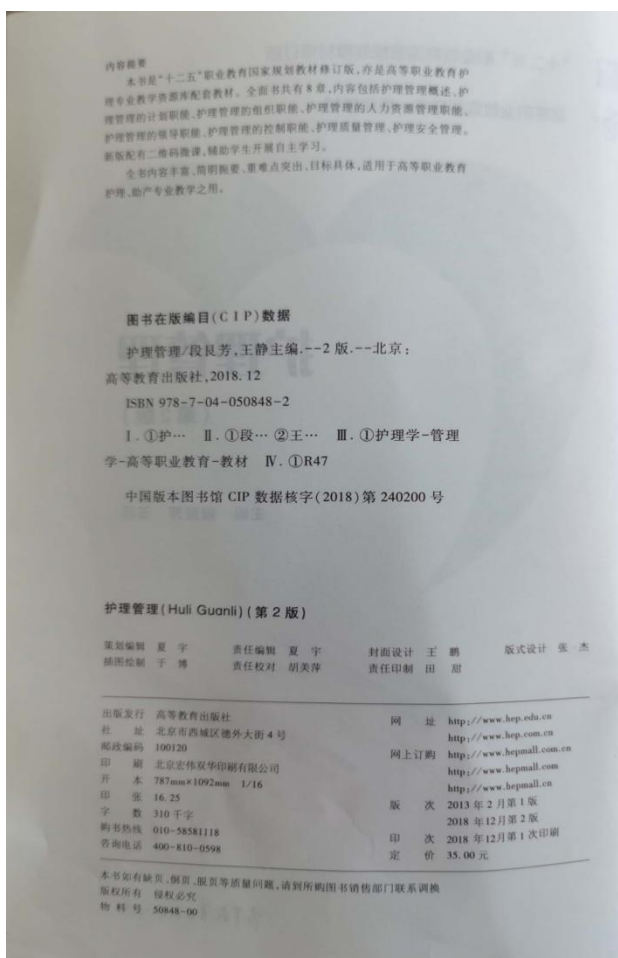 内容提要
本书是“十二五”职业教育国家规划教材修订版,亦是高等职业教育护
理专业教学资源库配套教材。全面书共有8章,内容包括护理管理概述、护
理管理的计划职能、护理管理的组织职能、护理管理的人力资源管理职能、
护理管理的领导职能、护理管理的控制职能、护理质量管理、护理安全管理。
新版配有二维码微课,辅助学生开展自主学习。
全书内容丰富、简明扼要、重难点突出、目标具体,适用于高等职业教育
护理、助产专业教学之用。
图书在版编目(CIP)数据
护理管理/段艮芳,王静主编.--2版.--北京:
高等教育出版社,2018.12
ISBN 978-7-04-050848-2
Ⅰ.①护… Ⅱ.①段… ②王… Ⅲ.①护理学-管理
学-高等职业教育-教材 Ⅳ.①R47
中国版本图书馆CIP数据核字(2018)第240200号
护理管理(Huli Guanli)(第2版)
策划编辑 夏宇 责任编辑 夏宇 封面设计 王鹏 版式设计 张杰
插图绘制 于博 责任校对 胡美萍 责任印制 田甜
出版发行 高等教育出版社
社址 北京市西城区德外大街4号
邮政编码 100120
印刷 北京宏伟双华印刷有限公司
开本 787mm×1092mm 1/16
印张 16.25
字数 310千字
购书热线 010-58581118
咨询电话 400-810-0598
网址 http://www.hep.edu.cn
http://www.hep.com.cn
网上订购 http://www.hepmall.com.cn
http://www.hepmall.com
http://www.hepmall.cn
版次 2013年2月第1版
2018年12月第2版
印次 2018年12月第1次印刷
定价 35.00元
本书如有缺页、倒页、脱页等质量问题,请到所购图书销售部门联系调换
版权所有 侵权必究
物料号 50848-00